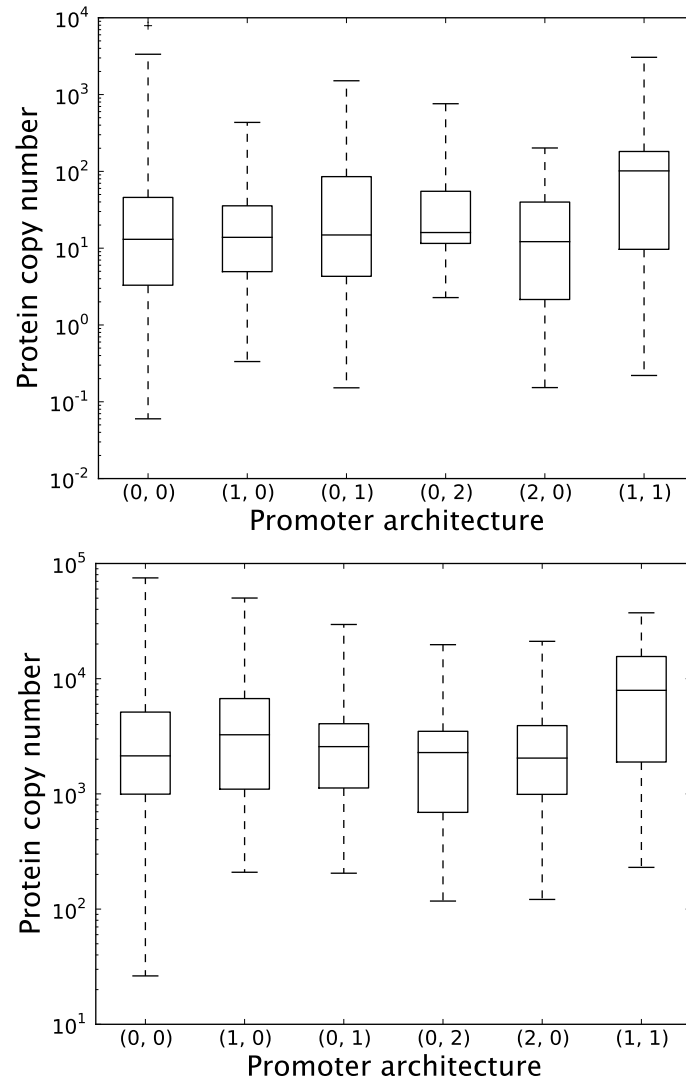 10^4
10^3
10^2
10^1
10^0
10^-1
10^-2
Protein copy number
(0, 0) (1, 0) (0, 1) (0, 2) (2, 0) (1, 1)
Promoter architecture
10^5
10^4
10^3
10^2
10^1
Protein copy number
(0, 0) (1, 0) (0, 1) (0, 2) (2, 0) (1, 1)
Promoter architecture